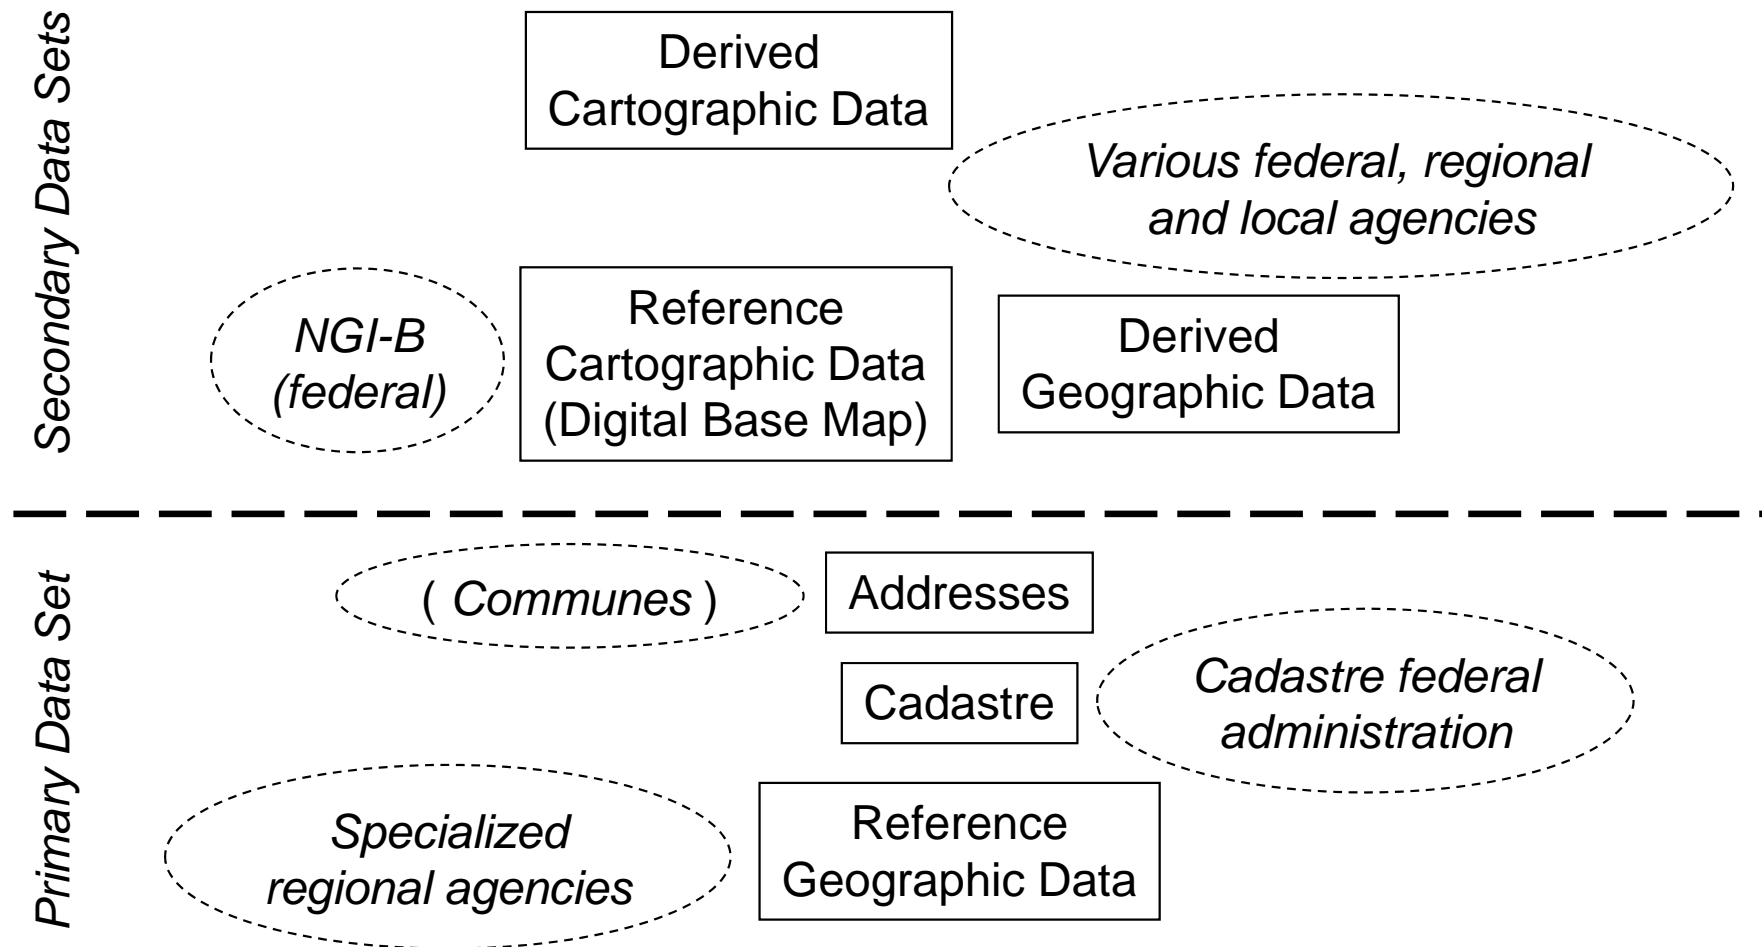 Secondary Data Sets
Derived
Cartographic Data
Various federal, regional
and local agencies
NGI-B
(federal)
Reference
Cartographic Data
(Digital Base Map)
Derived
Geographic Data
Primary Data Set
( Communes )
Addresses
Cadastre
Cadastre federal
administration
Specialized
regional agencies
Reference
Geographic Data